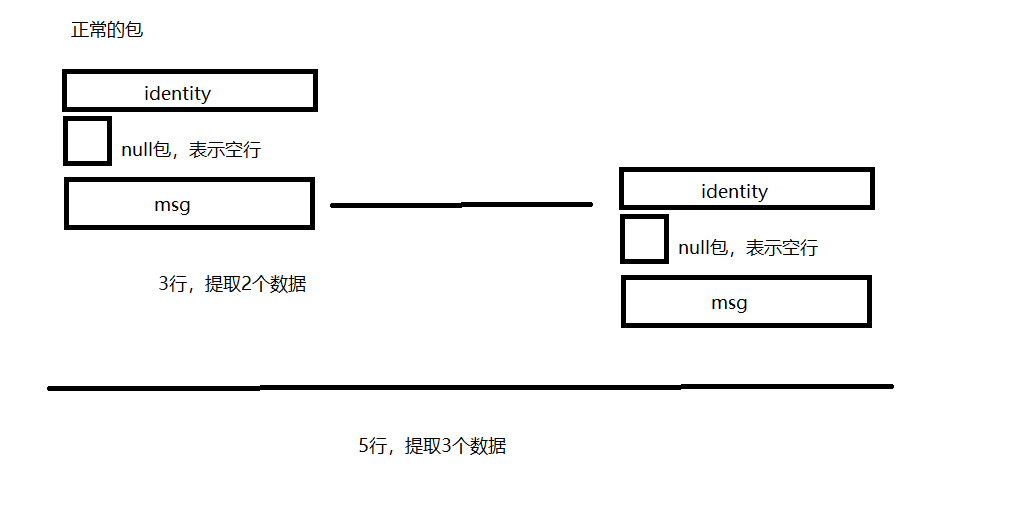 正常的包
identity
null包，表示空行
msg
3行，提取2个数据
identity
null包，表示空行
msg
5行，提取3个数据